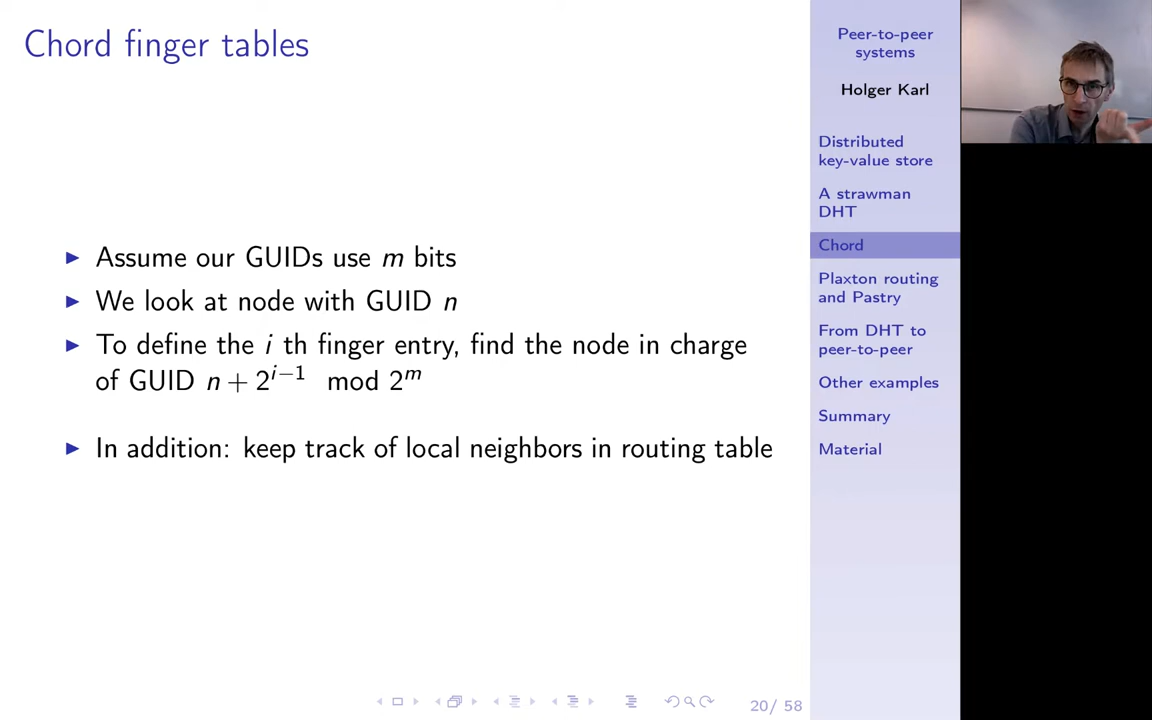 Chord finger tables
▶ Assume our GUIDs use m bits
▶ We look at node with GUID n
▶ To define the i th finger entry, find the node in charge
of GUID n + 2^{i−1} mod 2^m
▶ In addition: keep track of local neighbors in routing table
20/ 58
Peer-to-peer
systems
Holger Karl
Distributed
key-value store
A strawman
DHT
Chord
Plaxton routing
and Pastry
From DHT to
peer-to-peer
Other examples
Summary
Material